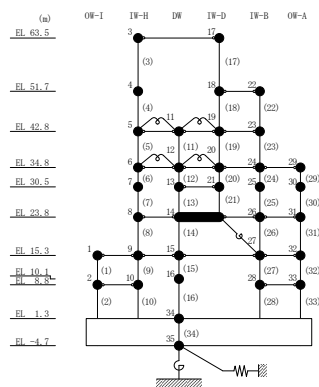 (m) OW-I IW-H DW IW-D IW-B OW-A
EL 63.5 3 17
(3) (17)
EL 51.7 4 18 22
(4) (18) (22)
EL 42.8 5 11 19 23
(5) (11) (19) (23)
EL 34.8 6 12 20 24 29
(6) (12) (20) (24) (29)
EL 30.5 7 13 21 25 30
(7) (13) (21) (25) (30)
EL 23.8 8 14 26 31
(8) (14) 27 (26) (31)
EL 15.3 1 9 15 32
(1) (9) (15) (27) (32)
EL 10.1 16
EL 8.8 2 10 28 33
(2) (10) (16) (28) (33)
EL 1.3 34
(34)
EL -4.7 35